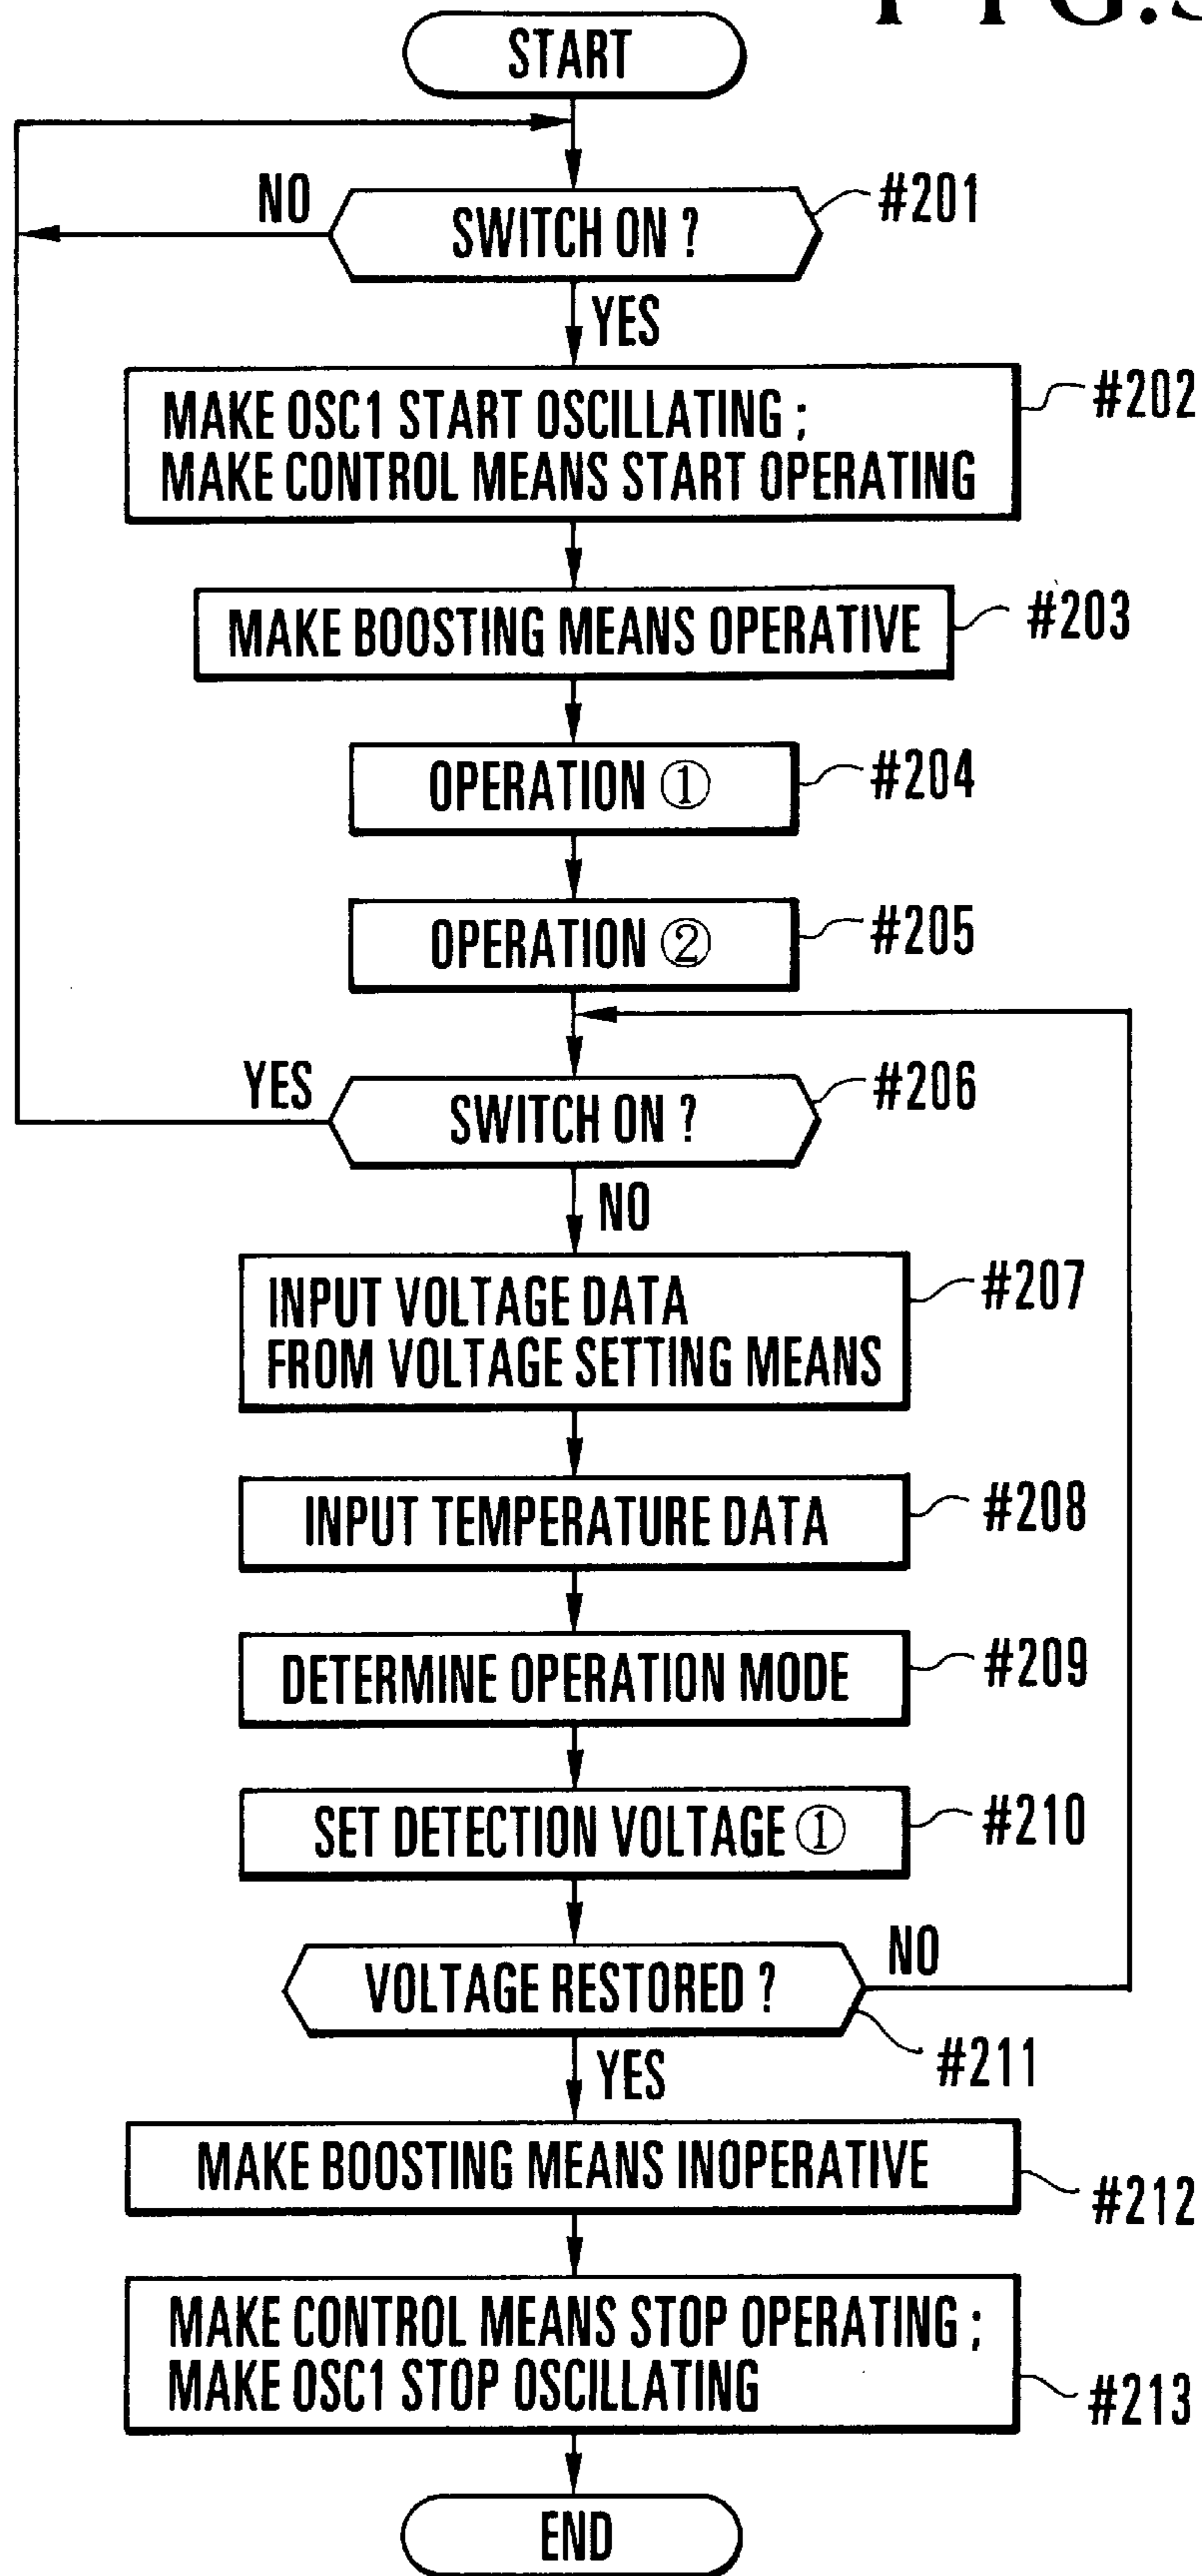 FIG.
START
NO
SWITCH ON ?
#201
YES
MAKE OSC1 START OSCILLATING ;
MAKE CONTROL MEANS START OPERATING
#202
MAKE BOOSTING MEANS OPERATIVE
#203
OPERATION ①
#204
OPERATION ②
#205
YES
SWITCH ON ?
#206
NO
INPUT VOLTAGE DATA
FROM VOLTAGE SETTING MEANS
#207
INPUT TEMPERATURE DATA
#208
DETERMINE OPERATION MODE
#209
SET DETECTION VOLTAGE ①
#210
VOLTAGE RESTORED ?
NO
#211
YES
MAKE BOOSTING MEANS INOPERATIVE
#212
MAKE CONTROL MEANS STOP OPERATING ;
MAKE OSC1 STOP OSCILLATING
#213
END